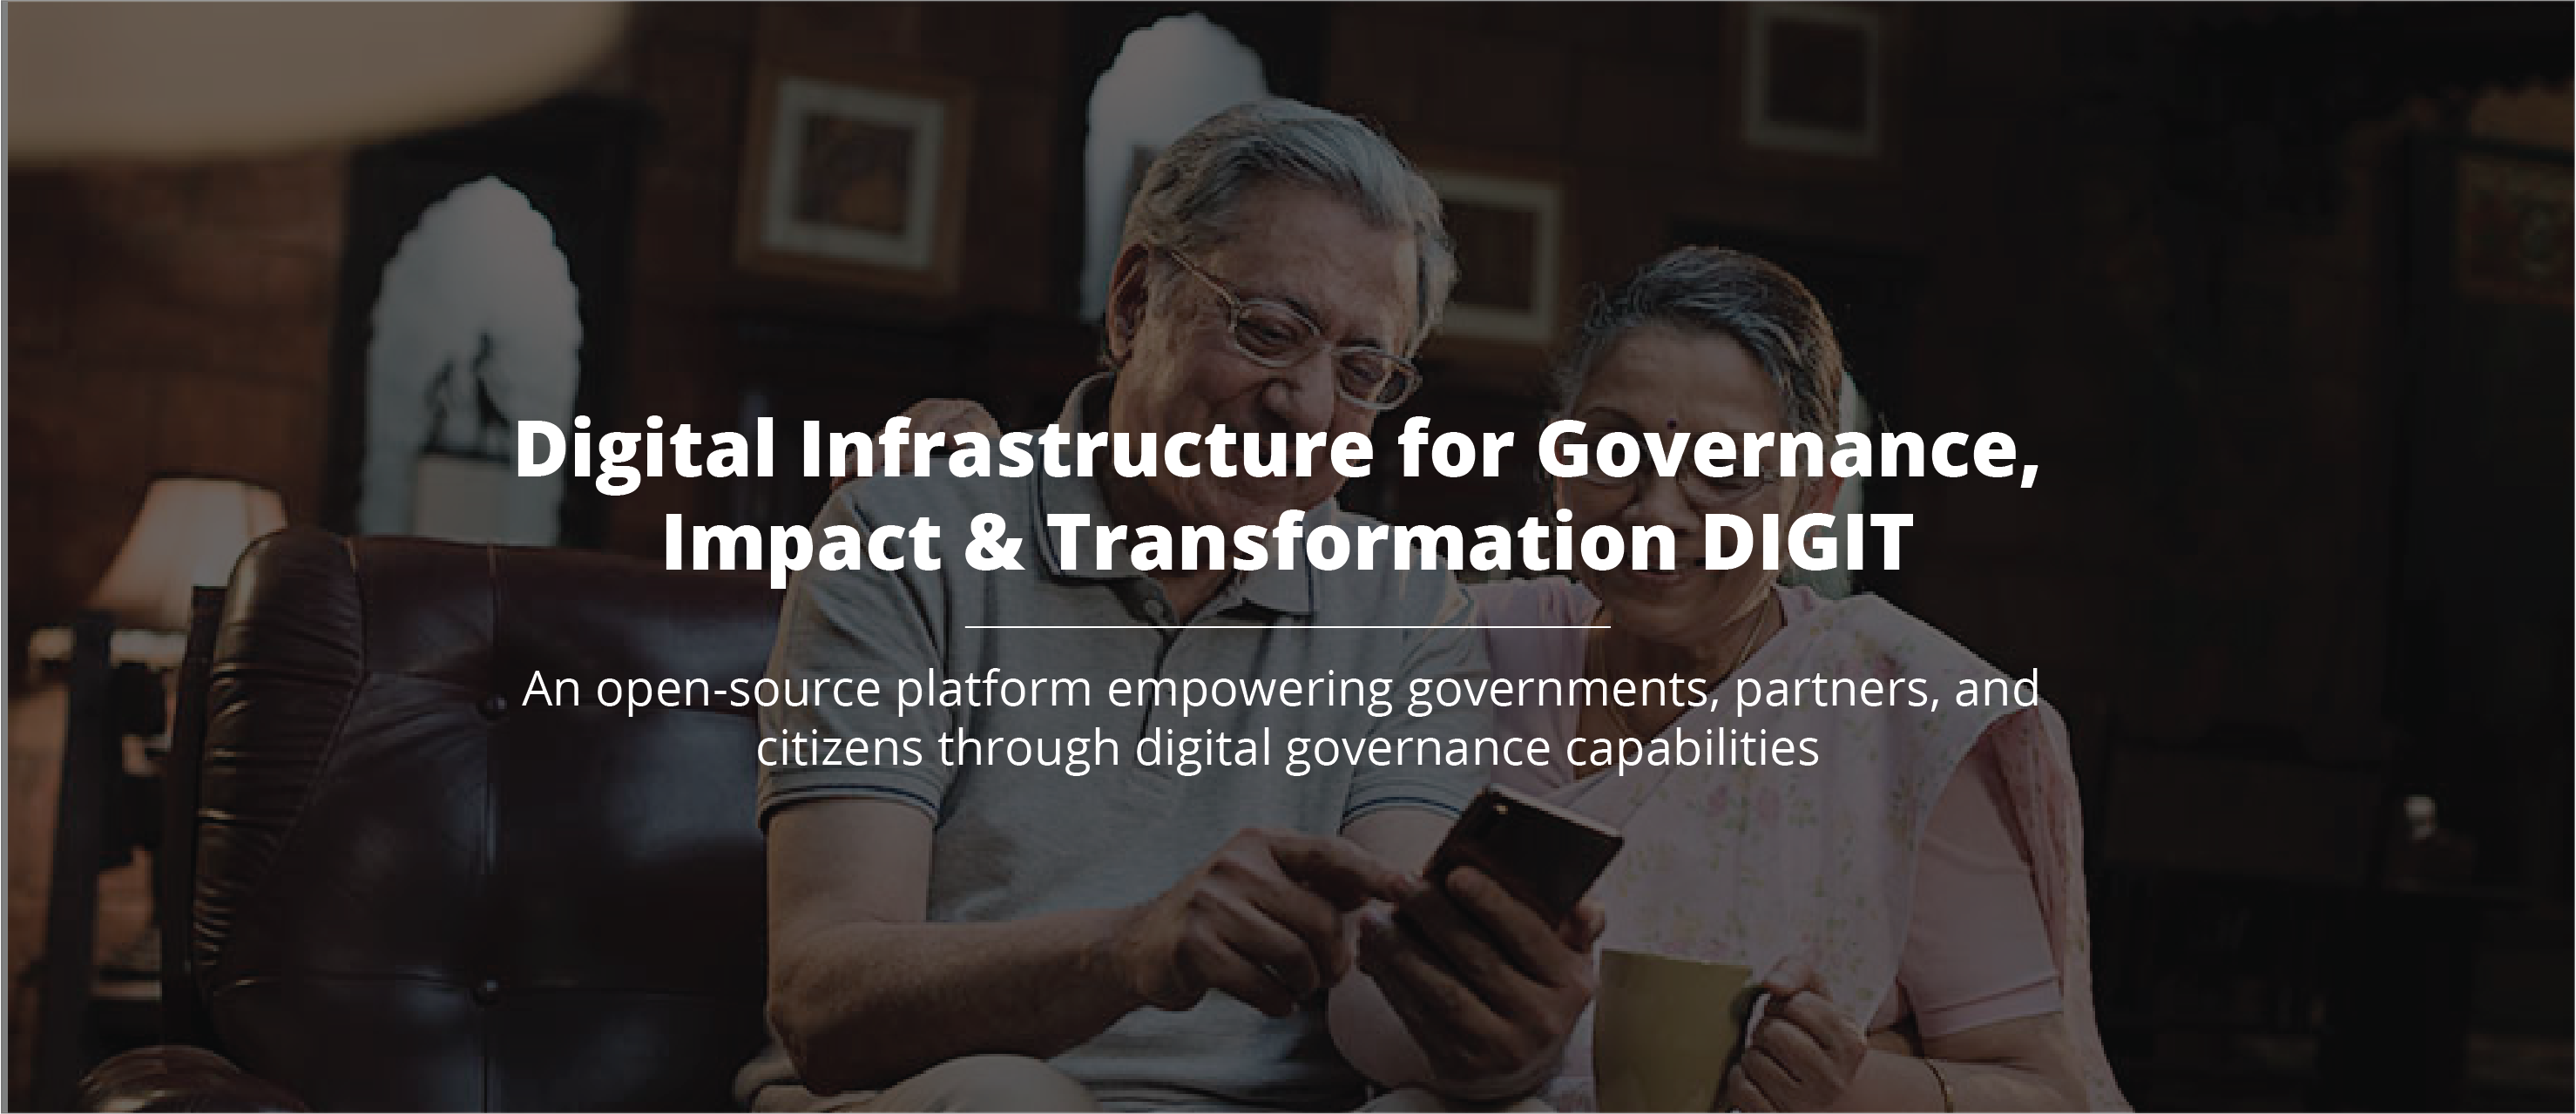 Digital Infrastructure for Governance,
Impact & Transformation DIGIT
An open-source platform empowering governments, partners, and
citizens through digital governance capabilities